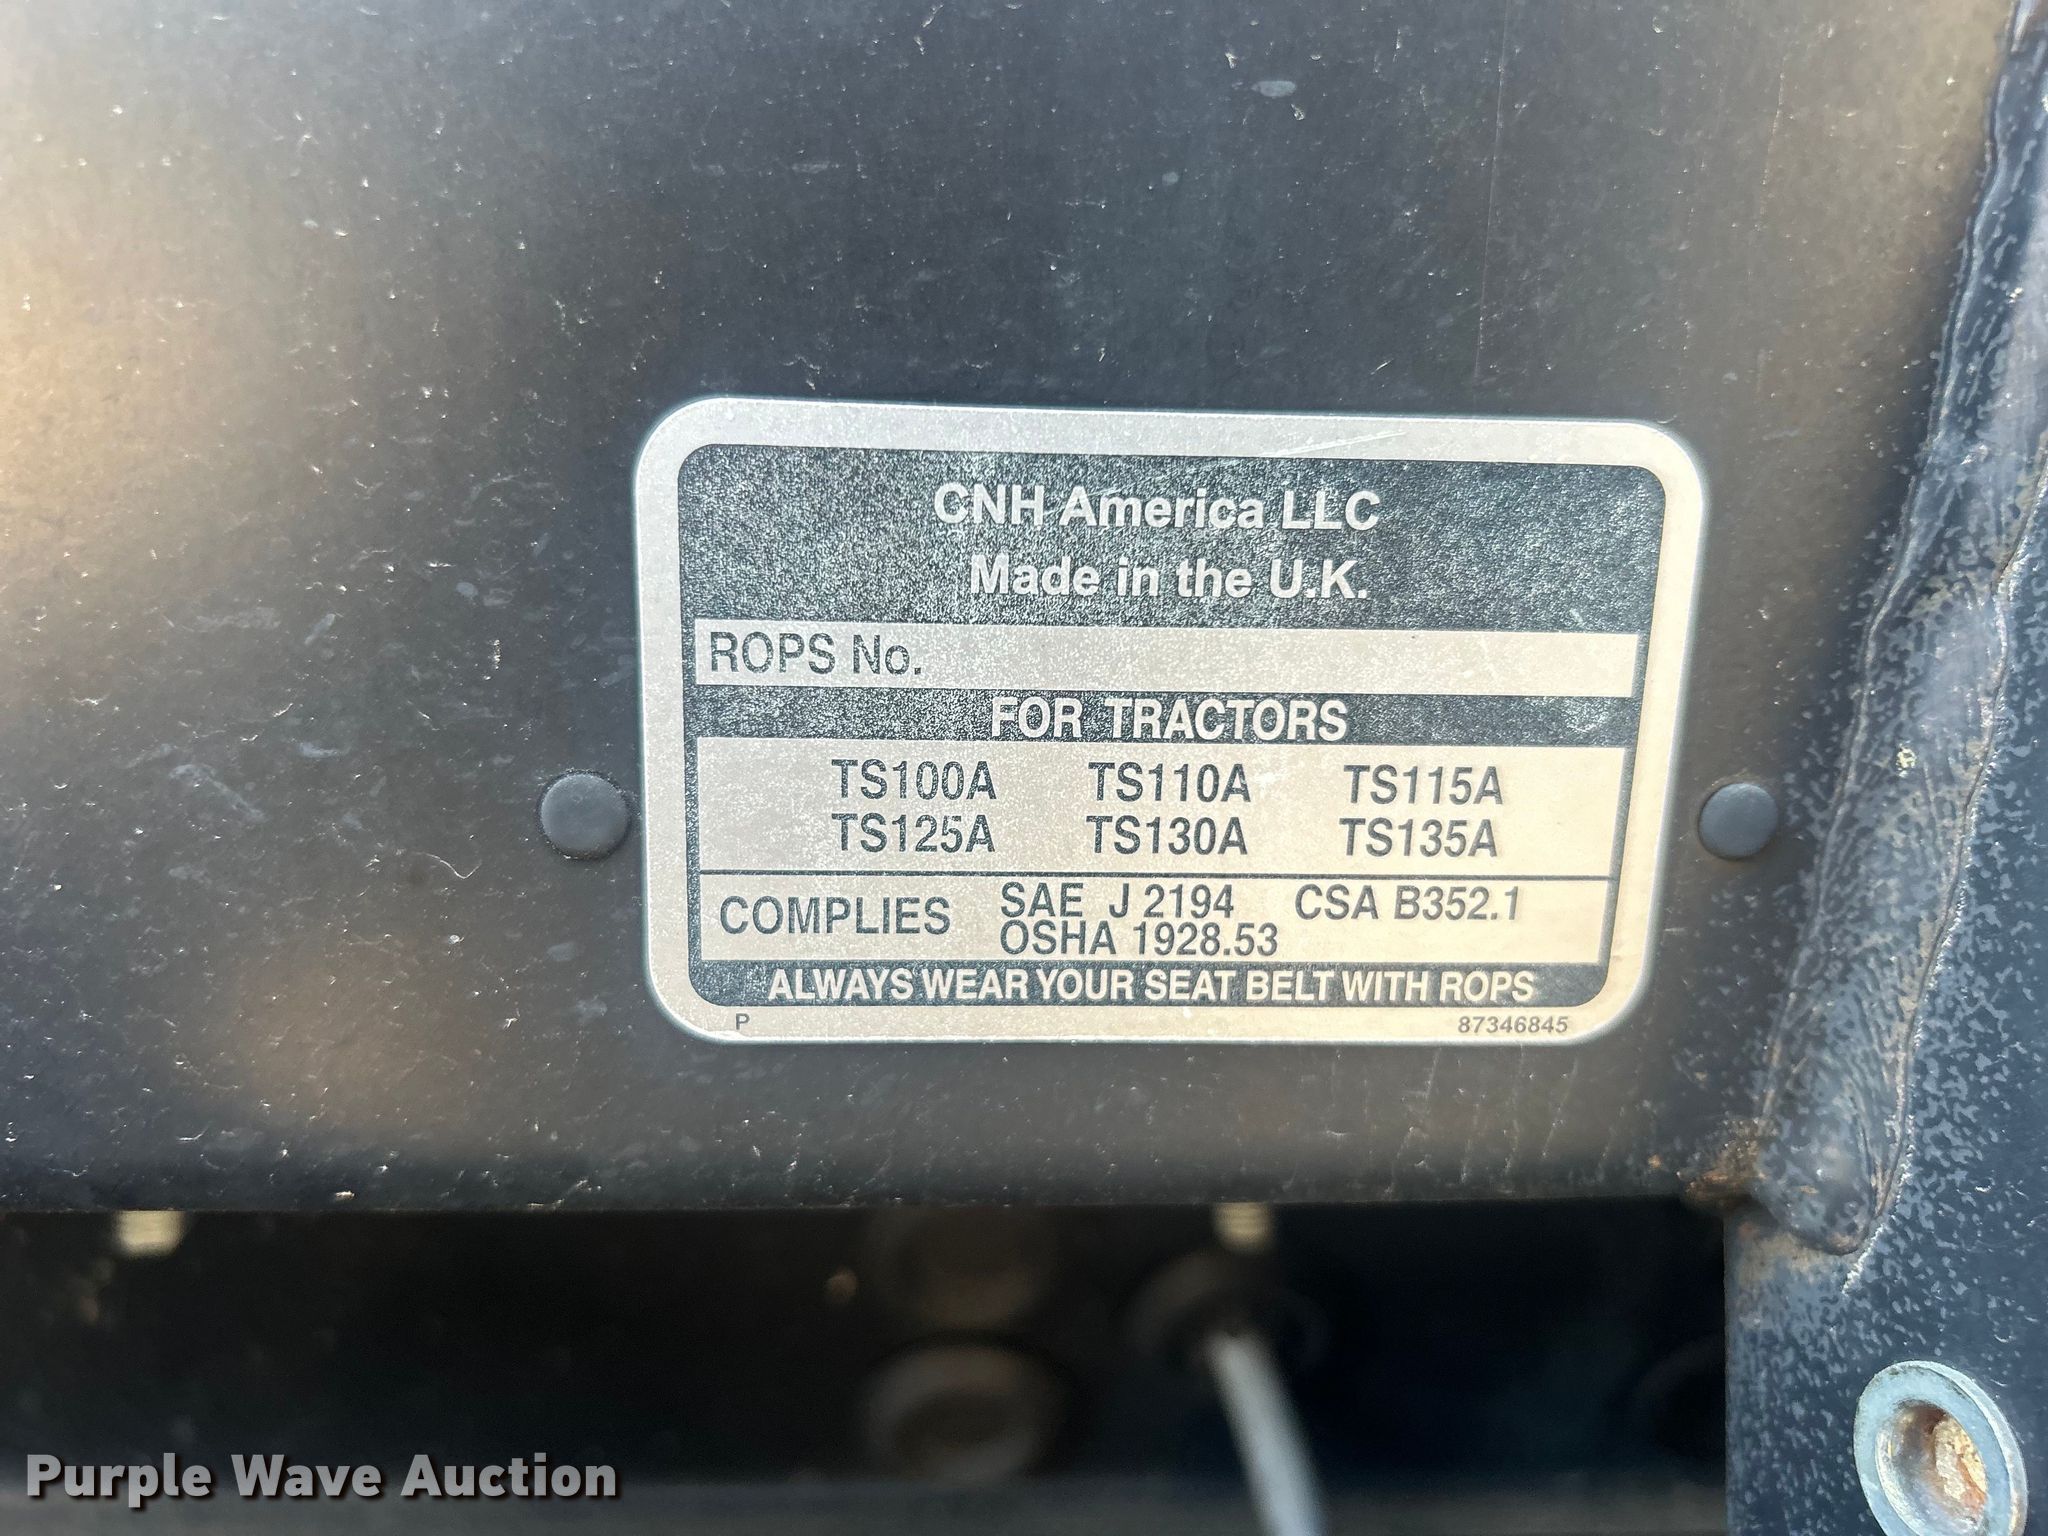 CNH America LLC
Made in the U.K.
ROPS No.
FOR TRACTORS
TS100A TS110A TS115A
TS125A TS130A TS135A
COMPLIES SAE J 2194 CSA B352.1
OSHA 1928.53
ALWAYS WEAR YOUR SEAT BELT WITH ROPS
P 87346845
Purple Wave Auction